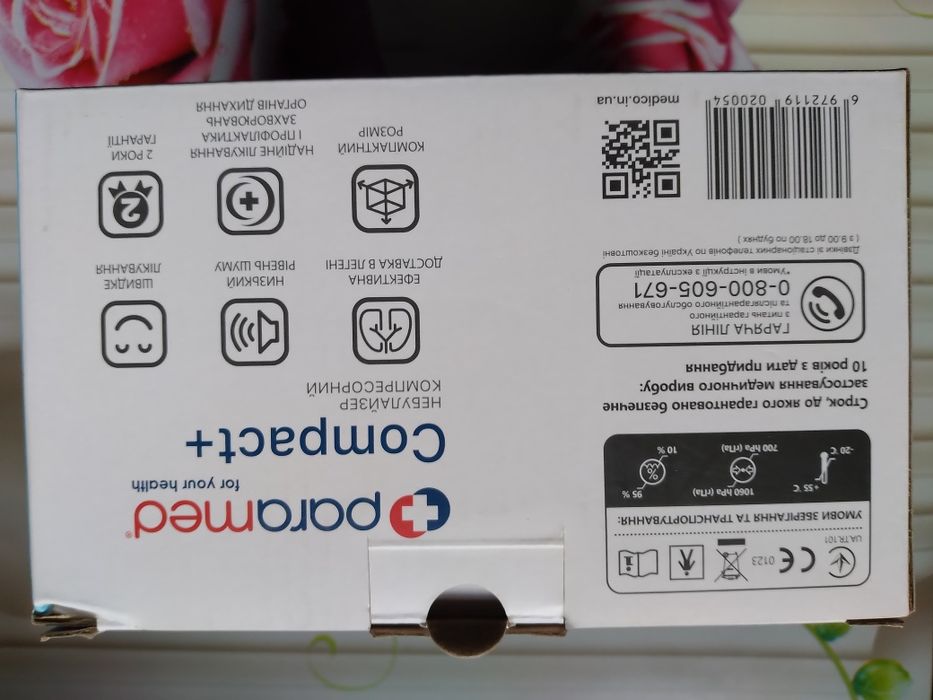 UA.TR.101
CE 0123
УМОВИ ЗБЕРІГАННЯ ТА ТРАНСПОРТУВАННЯ:
+55 °C
-20 °C
1060 hPa (гПа)
700 hPa (гПа)
95 %
10 %
Строк, до якого гарантовано безпечне
застосування медичного виробу:
10 років з дати придбання
ГАРЯЧА ЛІНІЯ
з питань гарантійного
та післягарантійного обслуговування
0-800-605-671
*Умови в інструкції з експлуатації
Дзвінки зі стаціонарних телефонів по Україні безкоштовні
( з 9.00 до 18.00 по буднях )
6 972119 020054
medico.in.ua
paramed®
for your health
Compact+
НЕБУЛАЙЗЕР
КОМПРЕСОРНИЙ
ЕФЕКТИВНА
ДОСТАВКА В ЛЕГЕНІ
НИЗЬКИЙ
РІВЕНЬ ШУМУ
ШВИДКЕ
ЛІКУВАННЯ
КОМПАКТНИЙ
РОЗМІР
НАДІЙНЕ ЛІКУВАННЯ
І ПРОФІЛАКТИКА
ЗАХВОРЮВАНЬ
ОРГАНІВ ДИХАННЯ
2
2 РОКИ
ГАРАНТІЇ